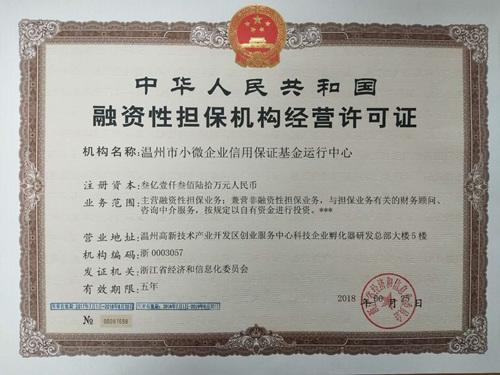 中华人民共和国
融资性担保机构经营许可证
机构名称:温州市小微企业信用保证基金运行中心
注册资本:叁亿壹仟叁佰陆拾万元人民币
业务范围:主营融资性担保业务;兼营非融资性担保业务,与担保业务有关的财务顾问、
咨询中介服务,按规定以自有资金进行投资。***
营业地址:温州高新技术产业开发区创业服务中心科技企业孵化器研发总部大楼5楼
机构编码:浙 0003057
发证机关:浙江省经济和信息化委员会
有效期限:五年
2018 年 月 日
№